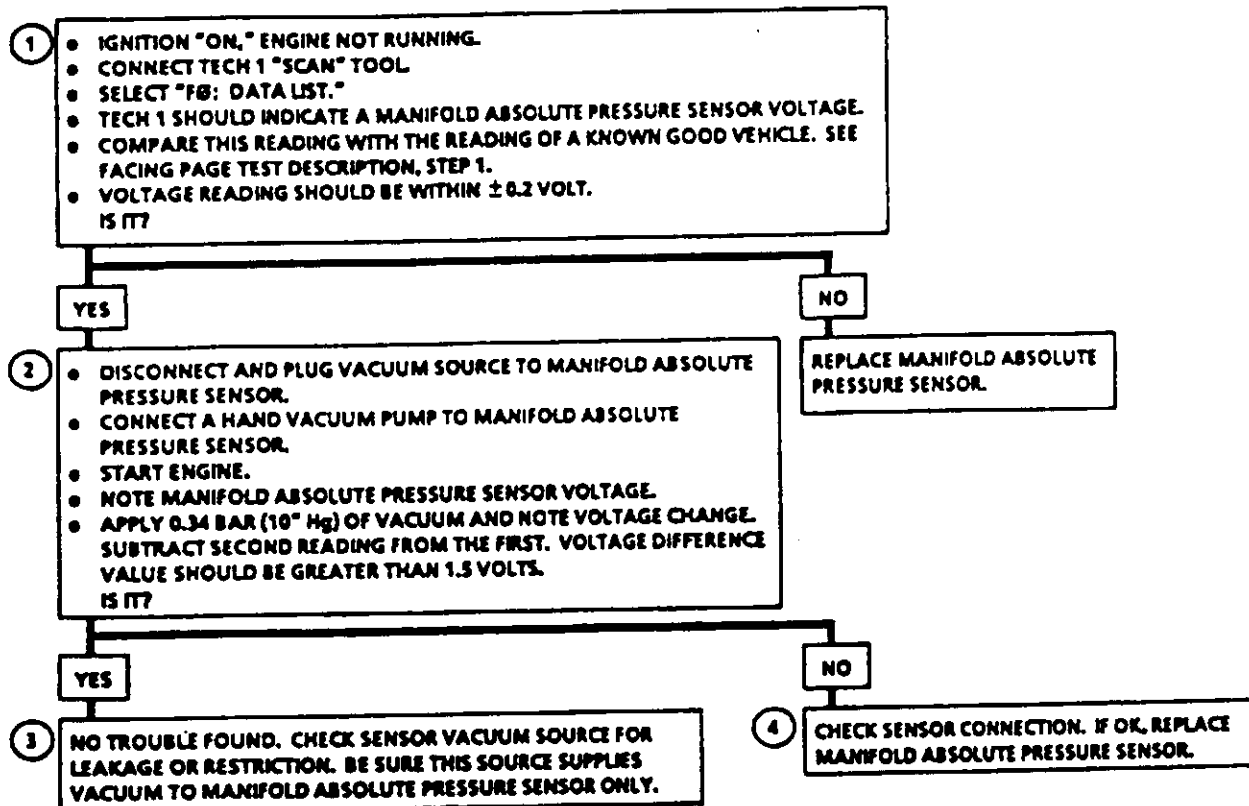 1
• IGNITION "ON," ENGINE NOT RUNNING.
• CONNECT TECH 1 "SCAN" TOOL.
• SELECT "F0: DATA LIST."
• TECH 1 SHOULD INDICATE A MANIFOLD ABSOLUTE PRESSURE SENSOR VOLTAGE.
• COMPARE THIS READING WITH THE READING OF A KNOWN GOOD VEHICLE. SEE
FACING PAGE TEST DESCRIPTION, STEP 1.
• VOLTAGE READING SHOULD BE WITHIN ± 0.2 VOLT.
IS IT?
YES
NO
2
• DISCONNECT AND PLUG VACUUM SOURCE TO MANIFOLD ABSOLUTE
PRESSURE SENSOR.
• CONNECT A HAND VACUUM PUMP TO MANIFOLD ABSOLUTE
PRESSURE SENSOR.
• START ENGINE.
• NOTE MANIFOLD ABSOLUTE PRESSURE SENSOR VOLTAGE.
• APPLY 0.34 BAR (10" Hg) OF VACUUM AND NOTE VOLTAGE CHANGE.
SUBTRACT SECOND READING FROM THE FIRST. VOLTAGE DIFFERENCE
VALUE SHOULD BE GREATER THAN 1.5 VOLTS.
IS IT?
REPLACE MANIFOLD ABSOLUTE
PRESSURE SENSOR.
YES
NO
3
NO TROUBLE FOUND. CHECK SENSOR VACUUM SOURCE FOR
LEAKAGE OR RESTRICTION. BE SURE THIS SOURCE SUPPLIES
VACUUM TO MANIFOLD ABSOLUTE PRESSURE SENSOR ONLY.
4
CHECK SENSOR CONNECTION. IF OK, REPLACE
MANIFOLD ABSOLUTE PRESSURE SENSOR.